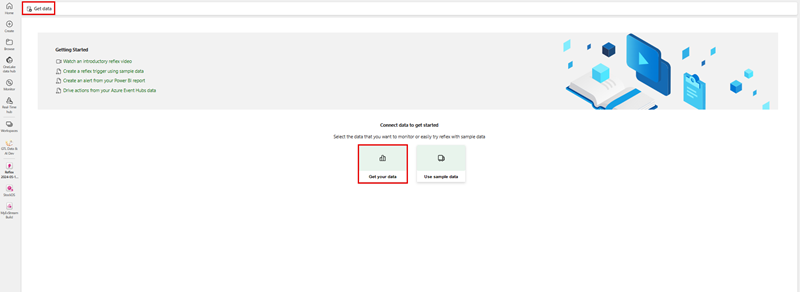 Get data
Home
Create
Browse
OneLake
data hub
Monitor
Real-Time
hub
Workspaces
Reflex
Getting Started
Watch an introductory reflex video
Create a reflex trigger using sample data
Create an alert from your Power BI report
Drive actions from your Azure Event Hubs data
Connect data to get started
Select the data that you want to monitor or easily try reflex with sample data
Get your data
Use sample data